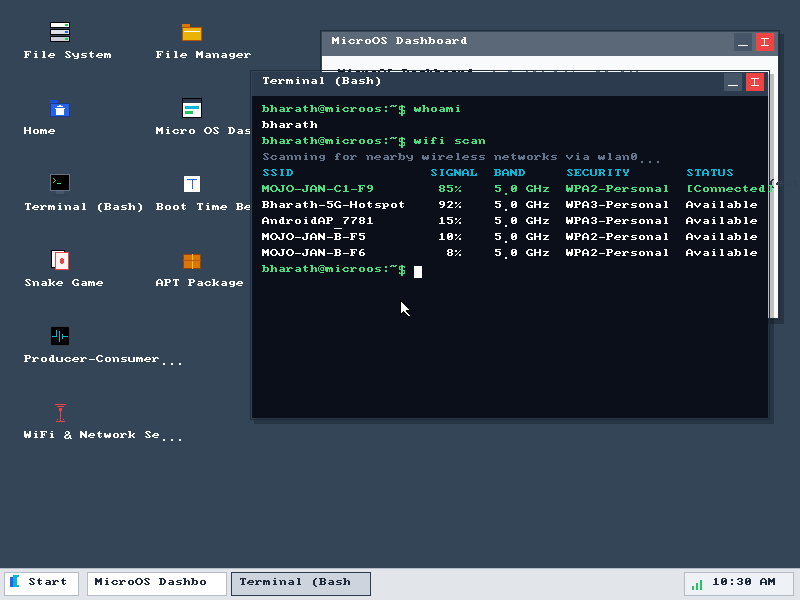 File System
File Manager
Home
Micro OS Das
Terminal (Bash)
Boot Time Be
Snake Game
APT Package
Producer-Consumer...
WiFi & Network Se...
MicroOS Dashboard
Terminal (Bash)
bharath@microos:~$ whoami
bharath
bharath@microos:~$ wifi scan
Scanning for nearby wireless networks via wlan0...
SSID SIGNAL BAND SECURITY STATUS
MOJO-JAN-C1-F9 85% 5.0 GHz WPA2-Personal [Connected
Bharath-5G-Hotspot 92% 5.0 GHz WPA3-Personal Available
AndroidAP_7781 15% 5.0 GHz WPA3-Personal Available
MOJO-JAN-B-F5 10% 5.0 GHz WPA2-Personal Available
MOJO-JAN-B-F6 8% 5.0 GHz WPA2-Personal Available
bharath@microos:~$
Start
MicroOS Dashbo
Terminal (Bash
10:30 AM